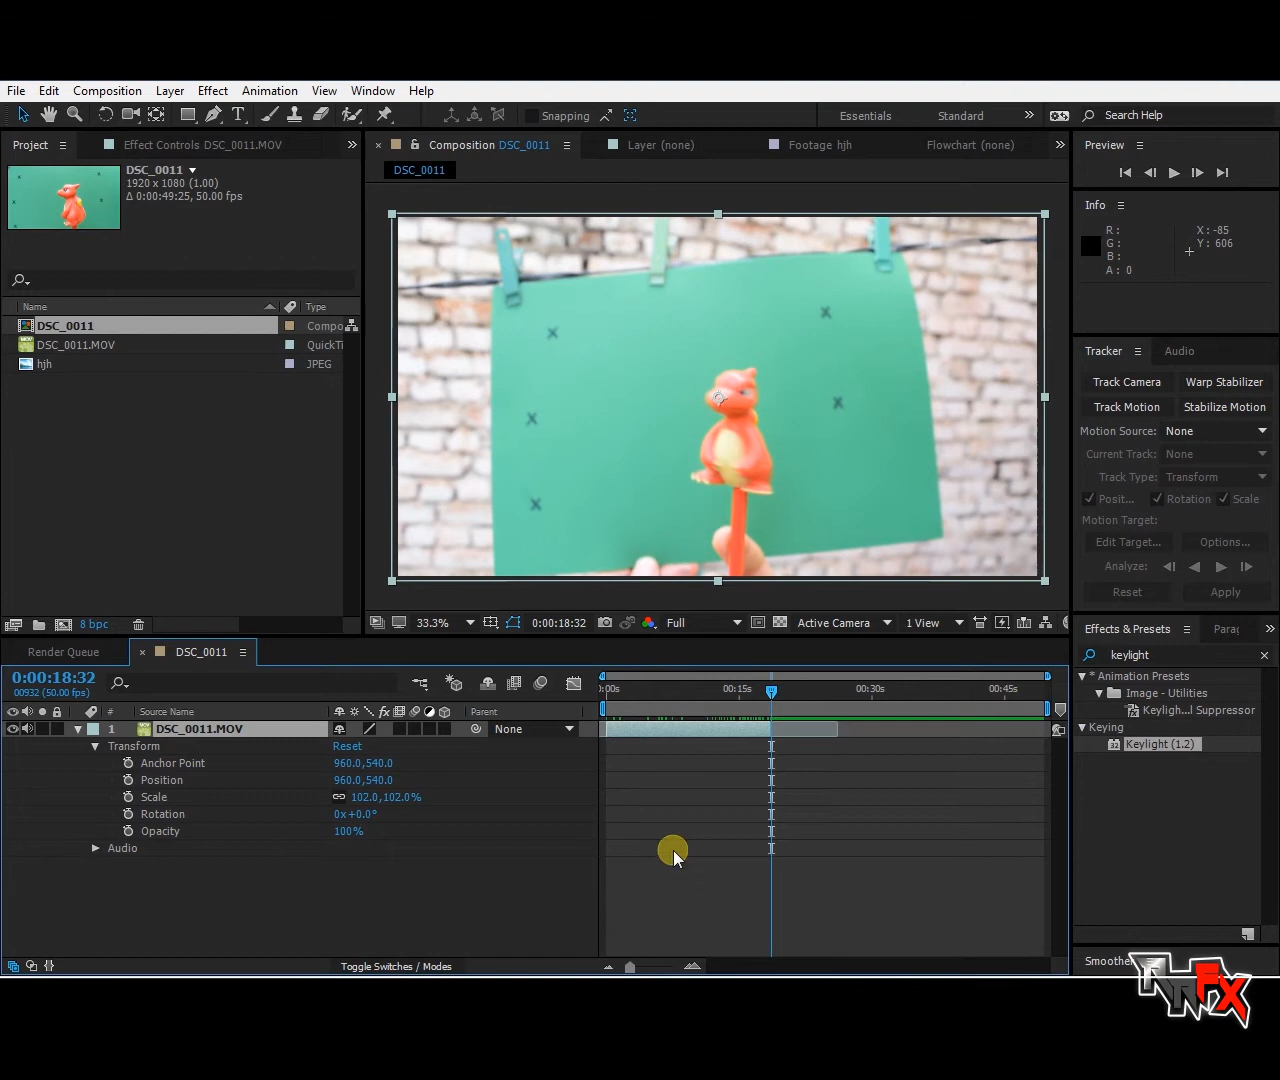 File Edit Composition Layer Effect Animation View Window Help
Snapping Essentials Standard » Search Help
Project Effect Controls DSC_0011.MOV »
DSC_0011
1920 x 1080 (1.00)
Δ 0:00:49:25, 50.00 fps
Name Type
DSC_0011 Compo
DSC_0011.MOV QuickTi
hjh JPEG
8 bpc
Composition DSC_0011 Layer (none) Footage hjh Flowchart (none) »
DSC_0011
x
x
x
x
x
33.3% 0:00:18:32 Full Active Camera 1 View
Preview
Info
R : X : -85
G : Y : 606
B :
A : 0
Tracker Audio
Track Camera Warp Stabilizer
Track Motion Stabilize Motion
Motion Source: None
Current Track: None
Track Type: Transform
Posit... Rotation Scale
Motion Target:
Edit Target... Options...
Analyze:
Reset Apply
Effects & Presets Parag »
keylight
* Animation Presets
Image - Utilities
Keyligh...l Suppressor
Keying
32 Keylight (1.2)
Smoother
Render Queue × DSC_0011
0:00:18:32
00932 (50.00 fps)
# Source Name fx Parent
1 DSC_0011.MOV None
Transform Reset
Anchor Point 960.0,540.0
Position 960.0,540.0
Scale 102.0,102.0%
Rotation 0x+0.0°
Opacity 100%
Audio
Toggle Switches / Modes
):00s 00:15s 00:30s 00:45s